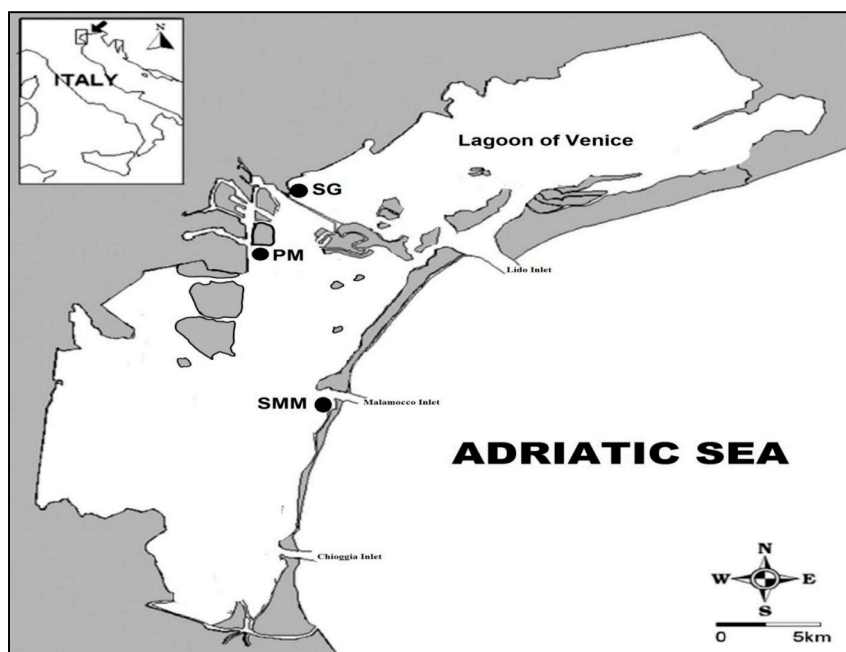 N
ITALY
Lagoon of Venice
SG
PM
Lido Inlet
SMM
Malamocco Inlet
ADRIATIC SEA
Chioggia Inlet
N
W E
S
0 5km